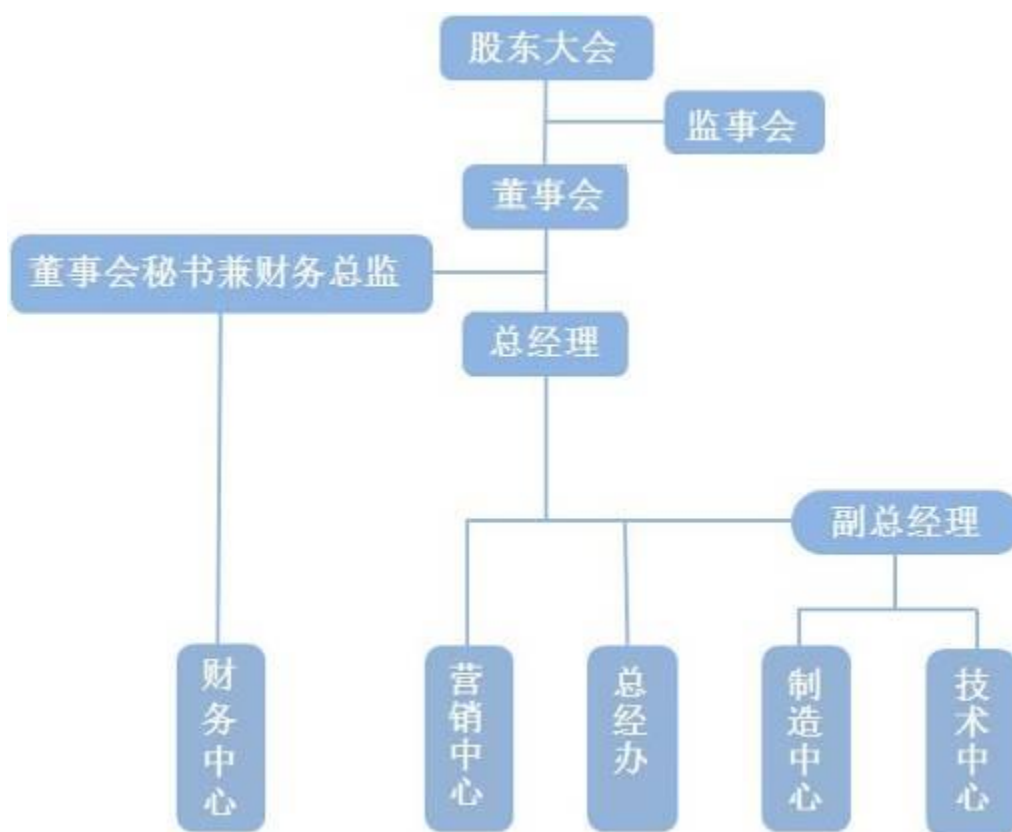 股东大会
监事会
董事会
董事会秘书兼财务总监
总经理
副总经理
财务中心
营销中心
总经办
制造中心
技术中心